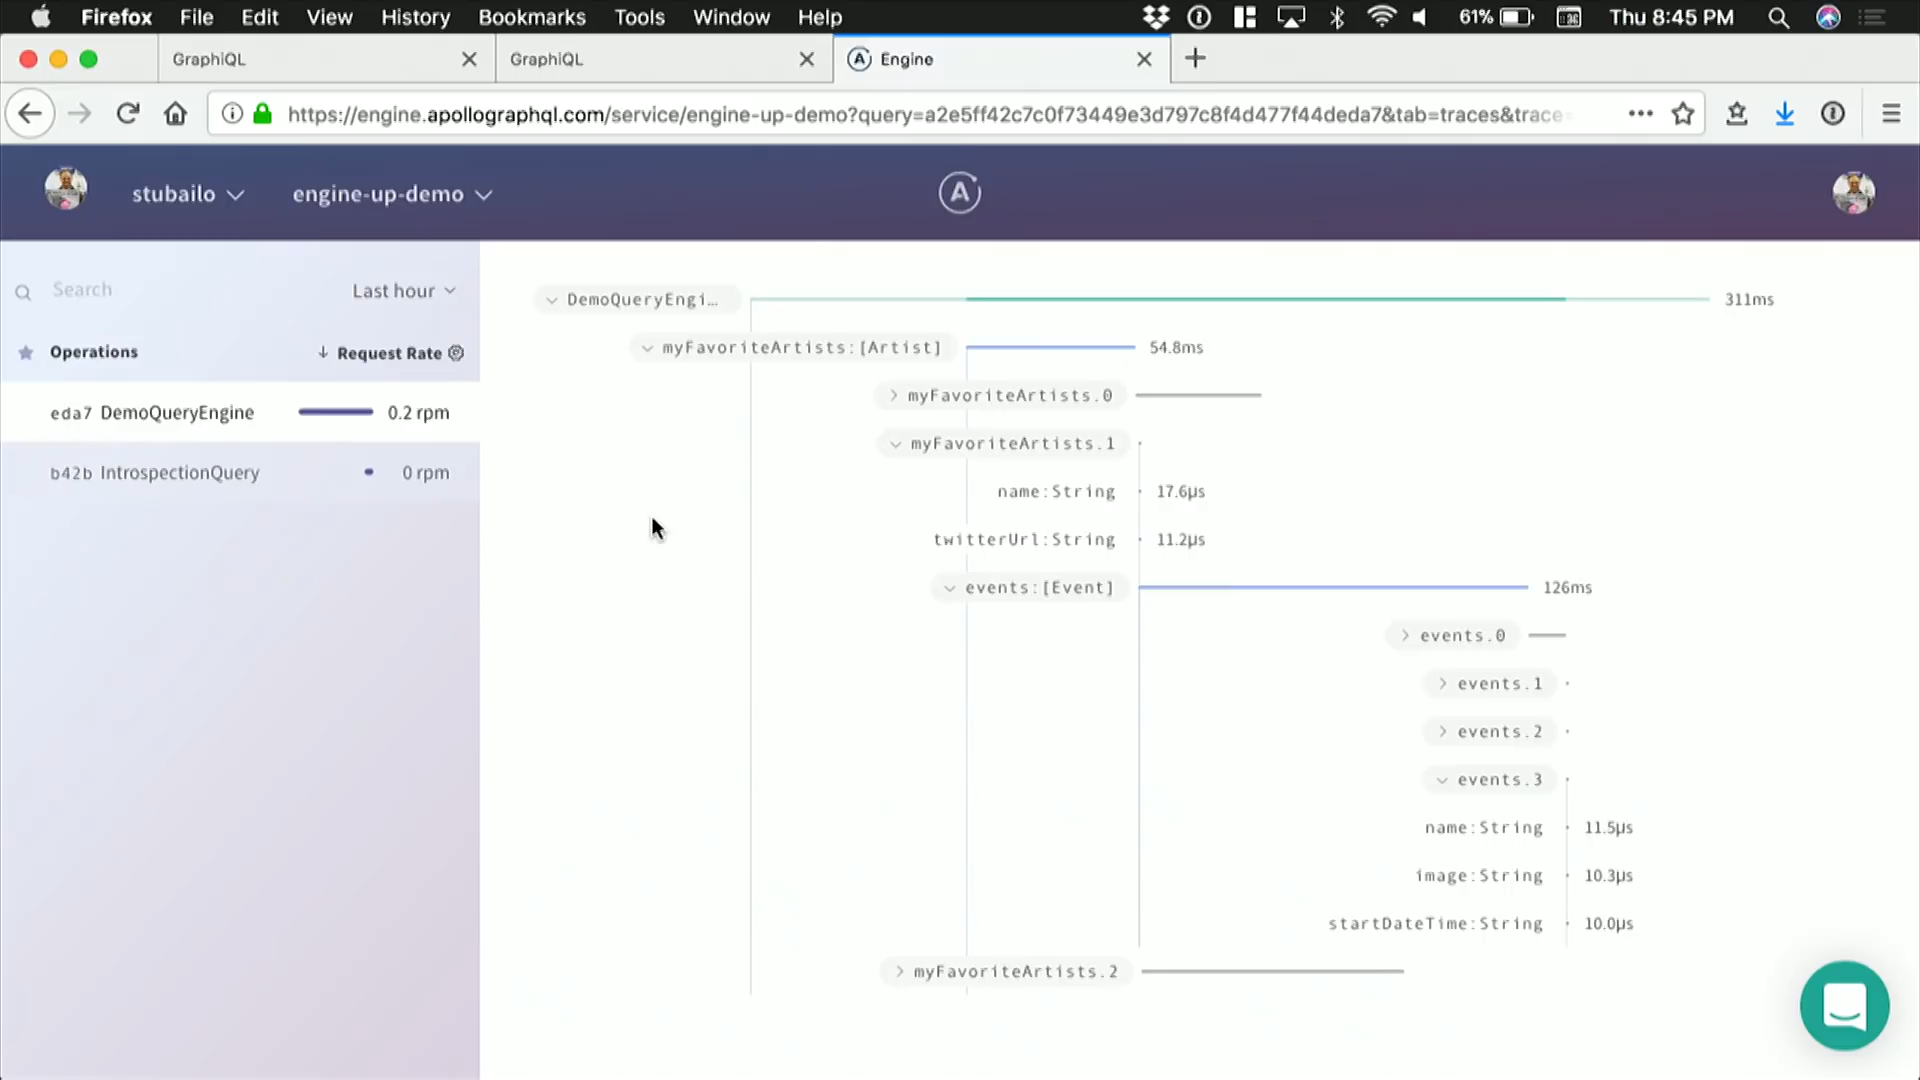 Firefox File Edit View History Bookmarks Tools Window Help 61% Thu 8:45 PM
GraphiQL GraphiQL Engine
https://engine.apollographql.com/service/engine-up-demo?query=a2e5ff42c7c0f73449e3d797c8f4d477f44deda7&tab=traces&trace
stubailo engine-up-demo
Search Last hour
Operations Request Rate
eda7 DemoQueryEngine 0.2 rpm
b42b IntrospectionQuery 0 rpm
DemoQueryEngi... 311ms
myFavoriteArtists:[Artist] 54.8ms
myFavoriteArtists.0
myFavoriteArtists.1
name:String 17.6µs
twitterUrl:String 11.2µs
events:[Event] 126ms
events.0
events.1
events.2
events.3
name:String 11.5µs
image:String 10.3µs
startDateTime:String 10.0µs
myFavoriteArtists.2